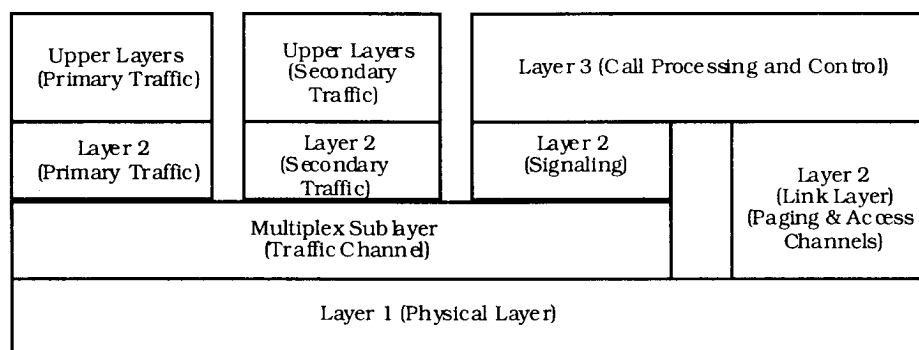 Upper Layers
(Primary Traffic)
Upper Layers
(Secondary
Traffic)
Layer 3 (Call Processing and Control)
Layer 2
(Primary Traffic)
Layer 2
(Secondary
Traffic)
Layer 2
(Signaling)
Layer 2
(Link Layer)
(Paging & Access
Channels)
Multiplex Sublayer
(Traffic Channel)
Layer 1 (Physical Layer)